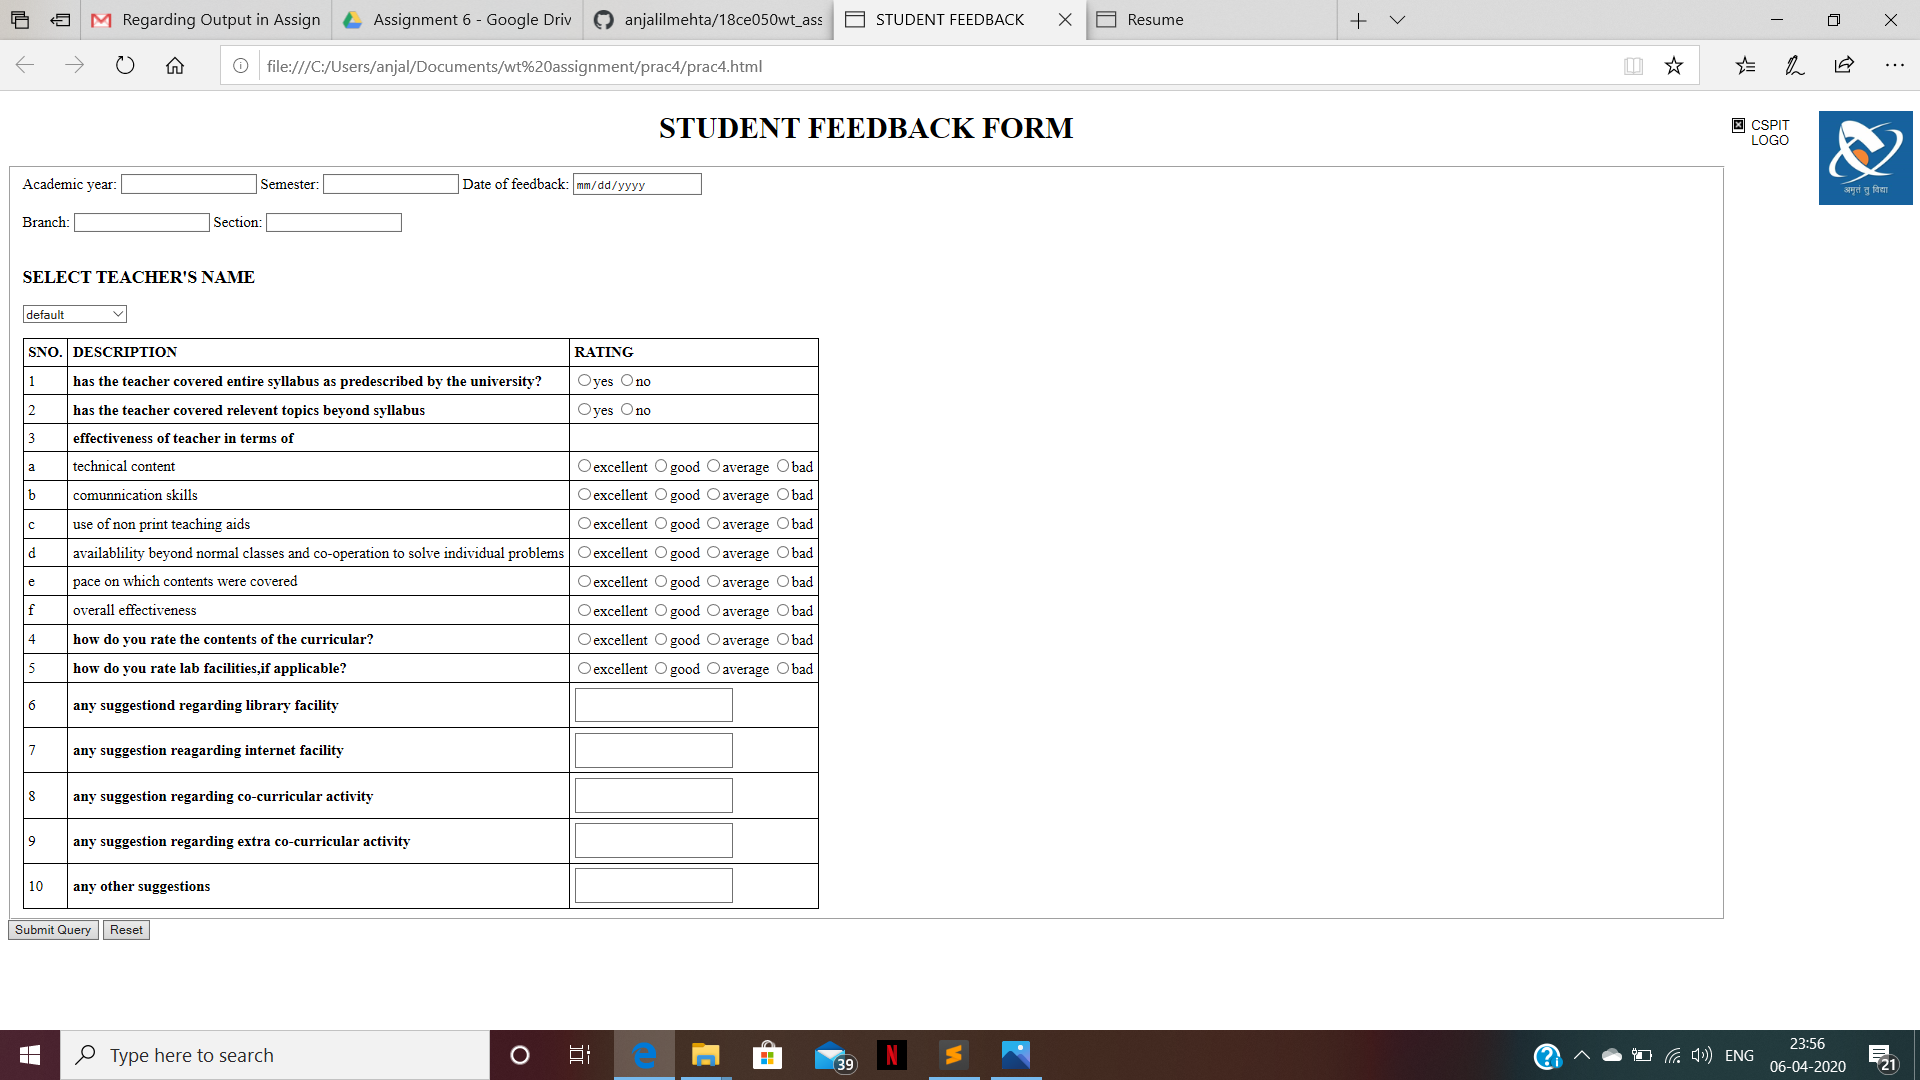 Regarding Output in Assign
Assignment 6 - Google Driv
anjalilmehta/18ce050wt_ass
STUDENT FEEDBACK
Resume
file:///C:/Users/anjal/Documents/wt%20assignment/prac4/prac4.html
STUDENT FEEDBACK FORM
CSPIT
LOGO
अमृतं तु विद्या
Academic year: Semester: Date of feedback: mm/dd/yyyy
Branch: Section:
SELECT TEACHER'S NAME
default
SNO. DESCRIPTION RATING
1 has the teacher covered entire syllabus as predescribed by the university? yes no
2 has the teacher covered relevent topics beyond syllabus yes no
3 effectiveness of teacher in terms of
a technical content excellent good average bad
b comunnication skills excellent good average bad
c use of non print teaching aids excellent good average bad
d availablility beyond normal classes and co-operation to solve individual problems excellent good average bad
e pace on which contents were covered excellent good average bad
f overall effectiveness excellent good average bad
4 how do you rate the contents of the curricular? excellent good average bad
5 how do you rate lab facilities,if applicable? excellent good average bad
6 any suggestiond regarding library facility
7 any suggestion reagarding internet facility
8 any suggestion regarding co-curricular activity
9 any suggestion regarding extra co-curricular activity
10 any other suggestions
Submit Query Reset
Type here to search
39
N
ENG
23:56
06-04-2020
21